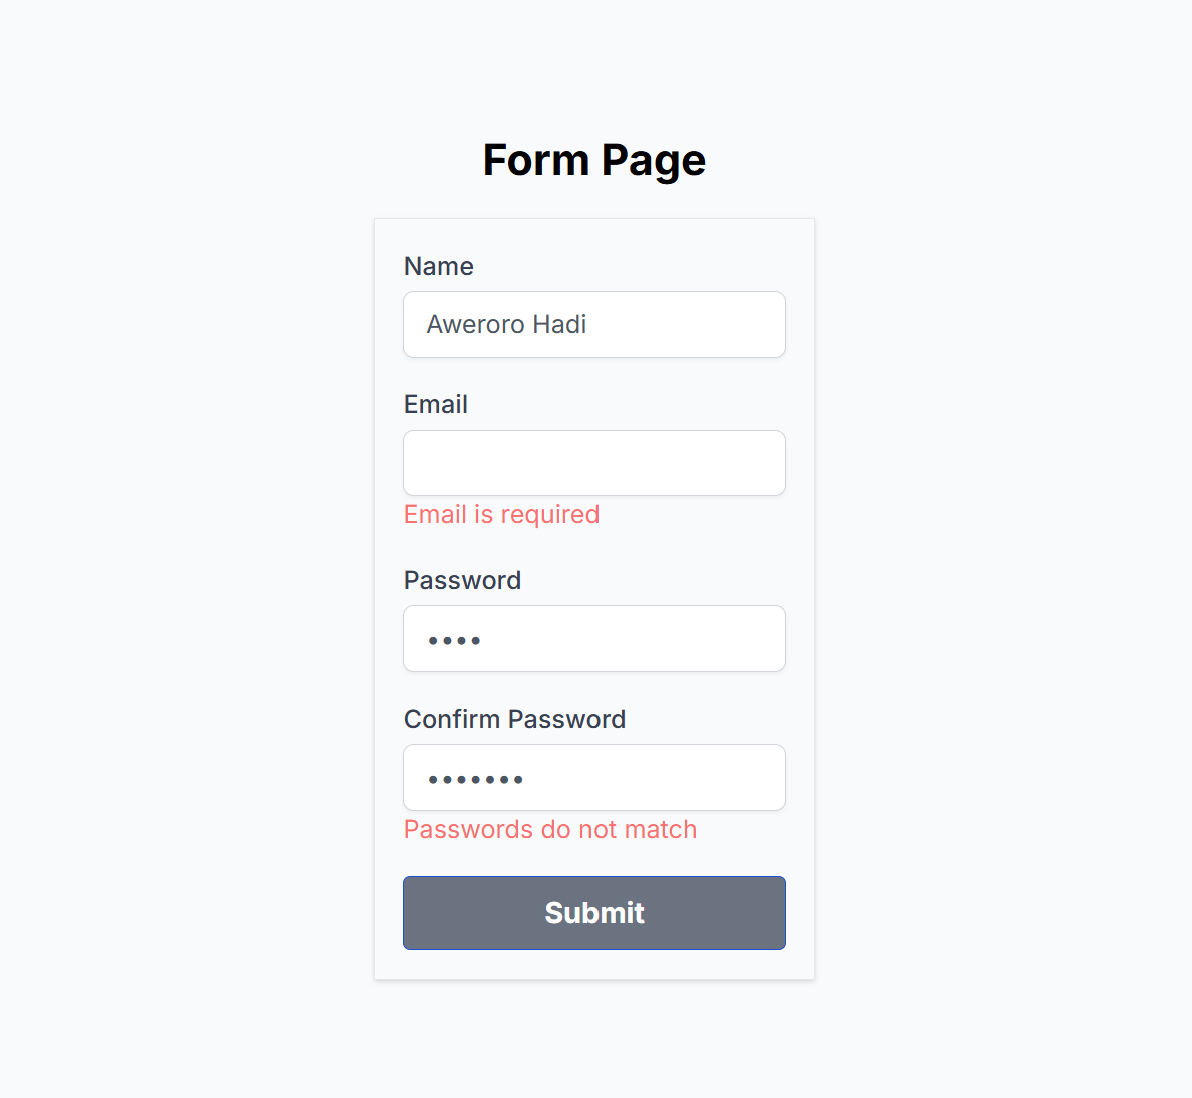 Form Page
Name
Aweroro Hadi
Email
Email is required
Password
••••
Confirm Password
•••••••
Passwords do not match
Submit